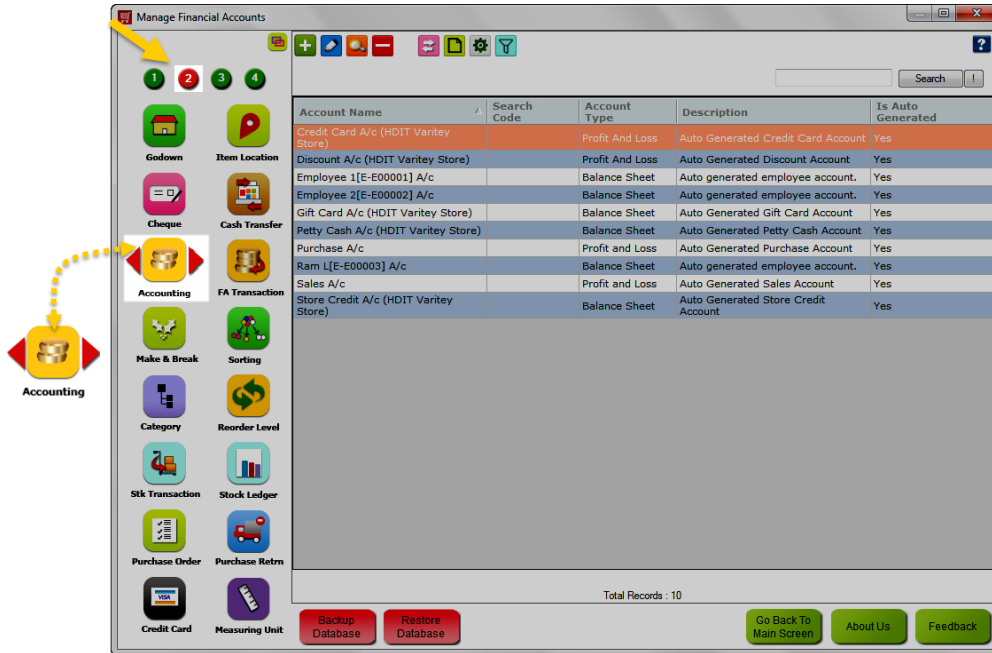 Manage Financial Accounts
1 2 3 4
?
Search !
Godown Item Location
Cheque Cash Transfer
Accounting FA Transaction
Make & Break Sorting
Category Reorder Level
Stk Transaction Stock Ledger
Purchase Order Purchase Retrn
VISA
Credit Card Measuring Unit
Accounting
Account Name Search Code Account Type Description Is Auto Generated
Credit Card A/c (HDIT Varitey Store) Profit And Loss Auto Generated Credit Card Account Yes
Discount A/c (HDIT Varitey Store) Profit And Loss Auto Generated Discount Account Yes
Employee 1[E-E00001] A/c Balance Sheet Auto generated employee account. Yes
Employee 2[E-E00002] A/c Balance Sheet Auto generated employee account. Yes
Gift Card A/c (HDIT Varitey Store) Balance Sheet Auto Generated Gift Card Account Yes
Petty Cash A/c (HDIT Varitey Store) Balance Sheet Auto Generated Petty Cash Account Yes
Purchase A/c Profit and Loss Auto Generated Purchase Account Yes
Ram L[E-E00003] A/c Balance Sheet Auto generated employee account. Yes
Sales A/c Profit and Loss Auto Generated Sales Account Yes
Store Credit A/c (HDIT Varitey Store) Balance Sheet Auto Generated Store Credit Account Yes
Total Records : 10
Backup Database Restore Database Go Back To Main Screen About Us Feedback